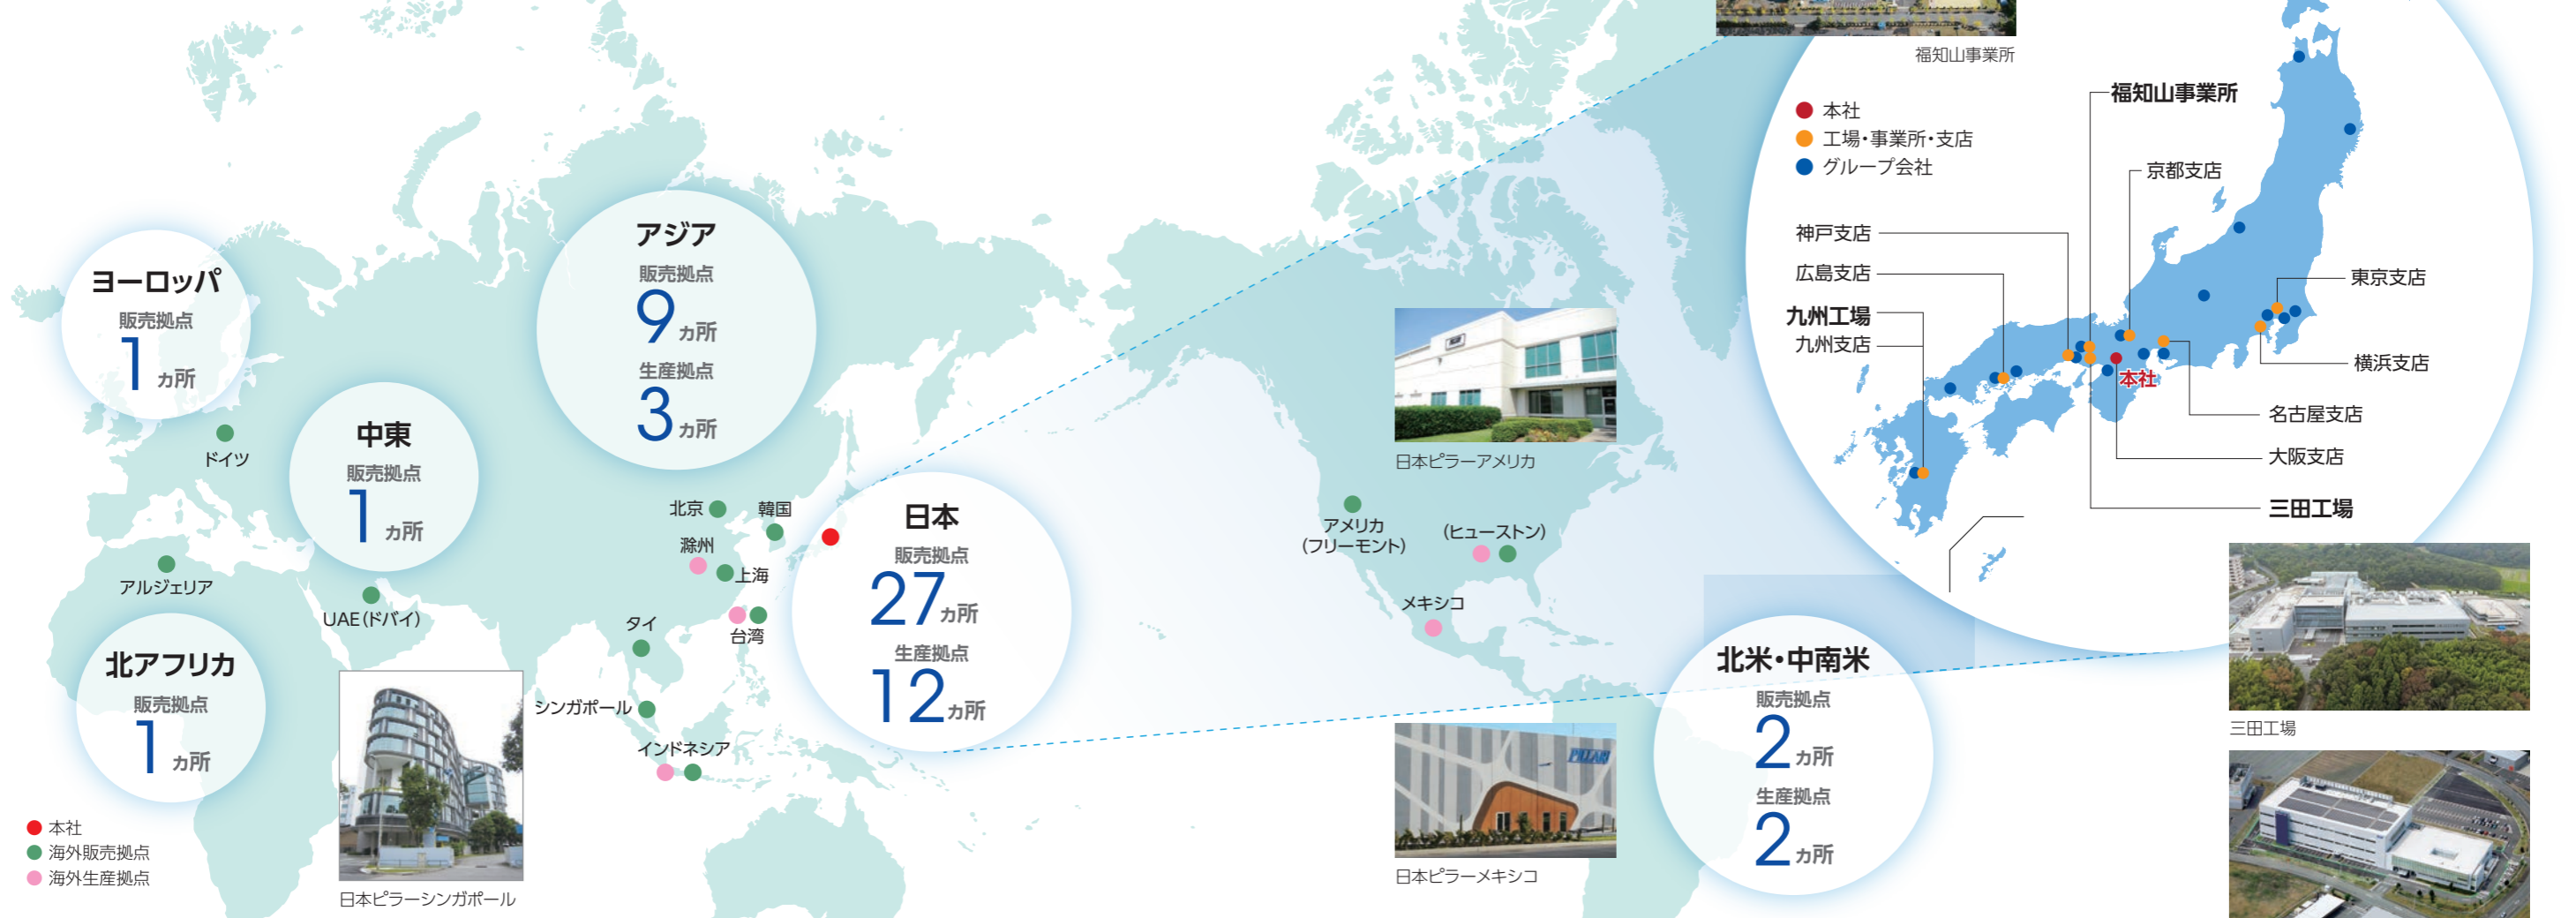 福知山事業所
本社
工場・事業所・支店
グループ会社
福知山事業所
京都支店
神戸支店
広島支店
九州工場
九州支店
東京支店
横浜支店
本社
名古屋支店
大阪支店
三田工場
三田工場
ヨーロッパ
販売拠点
1ヵ所
ドイツ
中東
販売拠点
1ヵ所
UAE(ドバイ)
アルジェリア
北アフリカ
販売拠点
1ヵ所
アジア
販売拠点
9ヵ所
生産拠点
3ヵ所
北京
韓国
滁州
上海
台湾
タイ
シンガポール
インドネシア
日本
販売拠点
27ヵ所
生産拠点
12ヵ所
日本ピラーアメリカ
アメリカ
(フリーモント)
(ヒューストン)
メキシコ
PILLAR
日本ピラーメキシコ
北米・中南米
販売拠点
2ヵ所
生産拠点
2ヵ所
本社
海外販売拠点
海外生産拠点
日本ピラーシンガポール